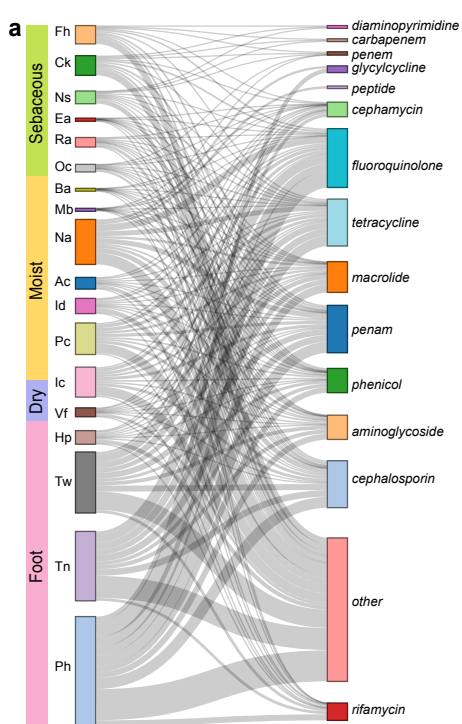 a
Sebaceous
Moist
Dry
Foot
Fh
Ck
Ns
Ea
Ra
Oc
Ba
Mb
Na
Ac
Id
Pc
Ic
Vf
Hp
Tw
Tn
Ph
diaminopyrimidine
carbapenem
penem
glycylcycline
peptide
cephamycin
fluoroquinolone
tetracycline
macrolide
penam
phenicol
aminoglycoside
cephalosporin
other
rifamycin